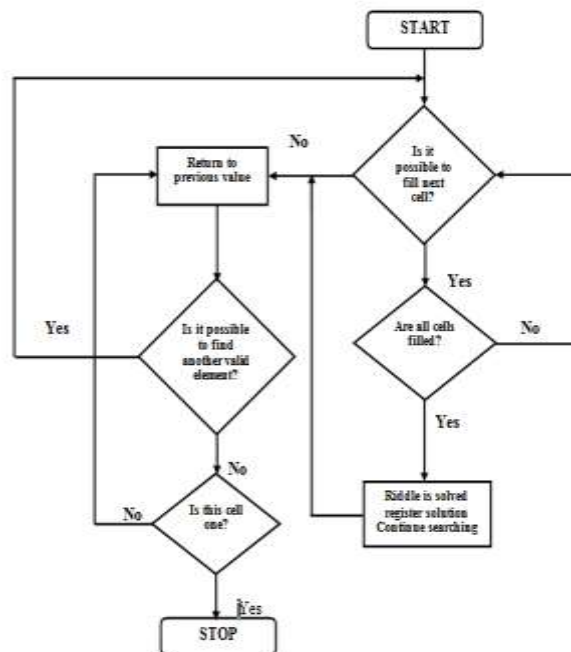 START
Is it
possible to
fill next
cell?
No
Return to
previous value
Yes
Are all cells
filled?
No
Yes
Is it possible
to find
another valid
element?
Yes
No
Riddle is solved
register solution
Continue searching
Is this cell
one?
No
Yes
STOP